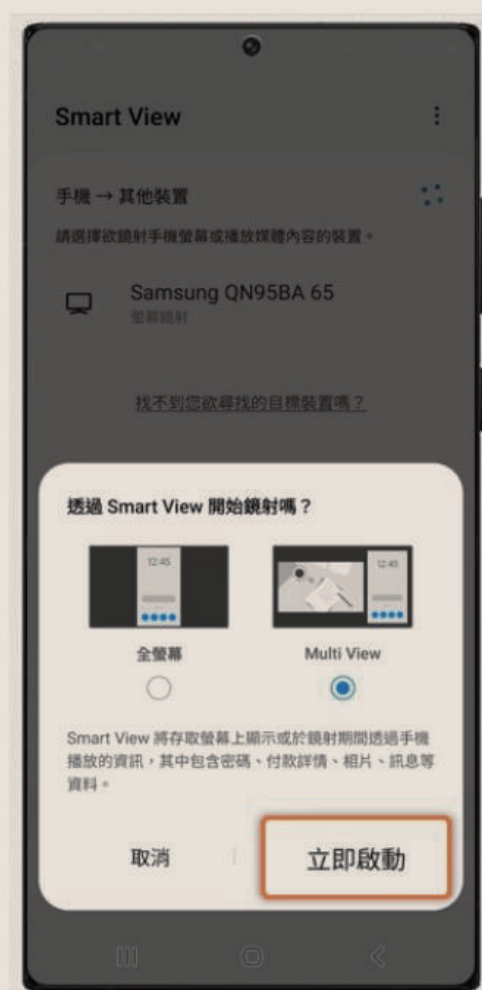 Smart View
手機 → 其他裝置
請選擇欲鏡射手機螢幕或播放媒體內容的裝置。
Samsung QN95BA 65
螢幕鏡射
找不到您欲尋找的目標裝置嗎？
透過 Smart View 開始鏡射嗎？
12:45
12:45
全螢幕
Multi View
Smart View 將存取螢幕上顯示或於鏡射期間透過手機
播放的資訊，其中包含密碼、付款詳情、相片、訊息等
資料。
取消
立即啟動